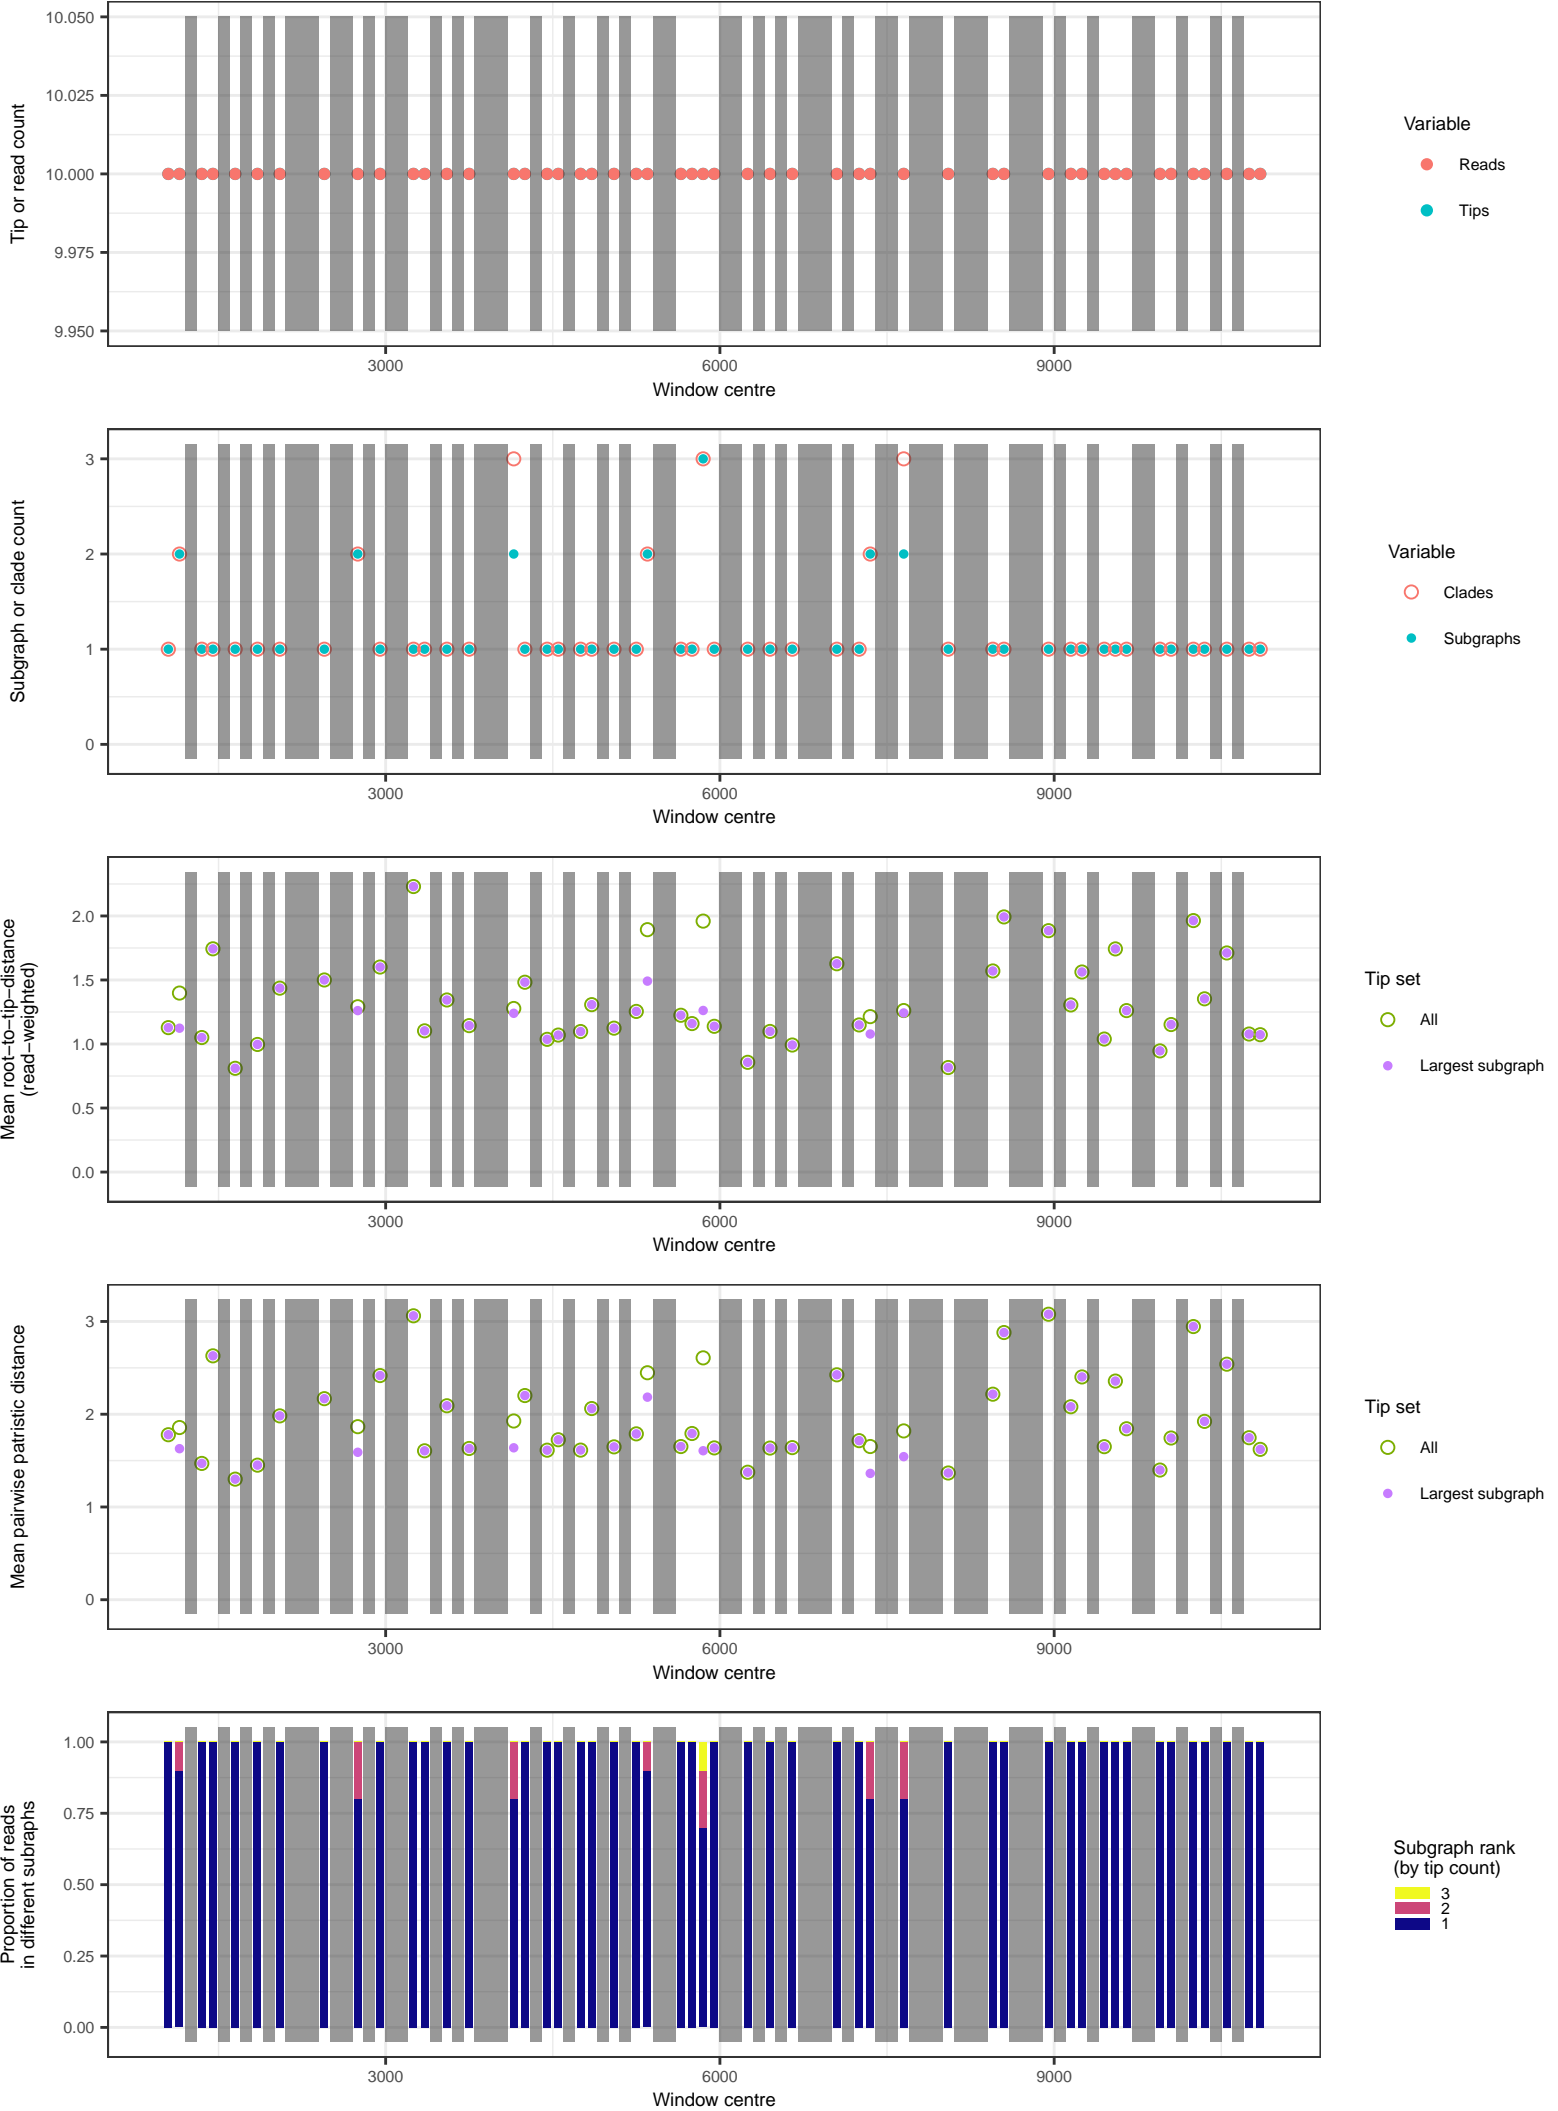 10.050
10.025
10.000
9.975
9.950
Tip or read count
3000
6000
9000
Window centre
Variable
Reads
Tips
3
2
1
0
Subgraph or clade count
3000
6000
9000
Window centre
Variable
Clades
Subgraphs
2.0
1.5
1.0
0.5
0.0
Mean root−to−tip−distance
(read−weighted)
3000
6000
9000
Window centre
Tip set
All
Largest subgraph
3
2
1
0
Mean pairwise patristic distance
3000
6000
9000
Window centre
Tip set
All
Largest subgraph
1.00
0.75
0.50
0.25
0.00
Proportion of reads
in different subraphs
3000
6000
9000
Window centre
Subgraph rank
(by tip count)
3
2
1